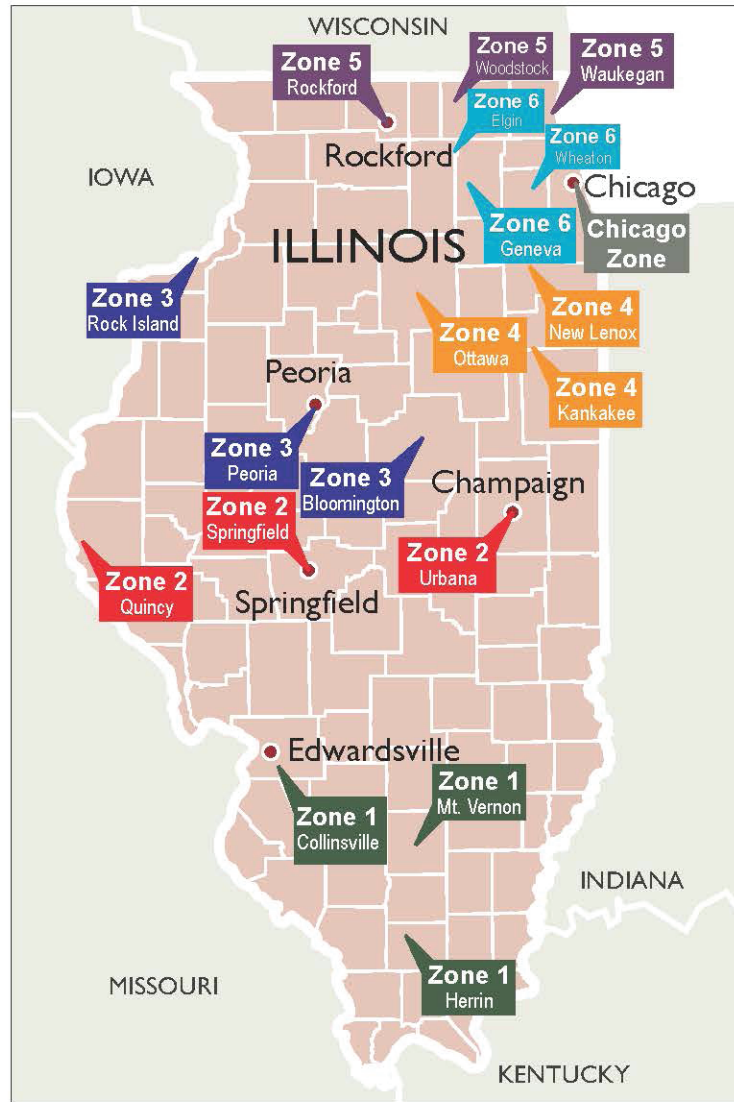 WISCONSIN
Zone 5
Rockford
Zone 5
Woodstock
Zone 5
Waukegan
Zone 6
Elgin
Zone 6
Wheaton
Rockford
IOWA
Chicago
ILLINOIS
Zone 6
Geneva
Chicago
Zone
Zone 3
Rock Island
Zone 4
Ottawa
Zone 4
New Lenox
Peoria
Zone 4
Kankakee
Zone 3
Peoria
Zone 3
Bloomington
Champaign
Zone 2
Springfield
Zone 2
Urbana
Zone 2
Quincy
Springfield
Edwardsville
Zone 1
Collinsville
Zone 1
Mt. Vernon
INDIANA
Zone 1
Herrin
MISSOURI
KENTUCKY